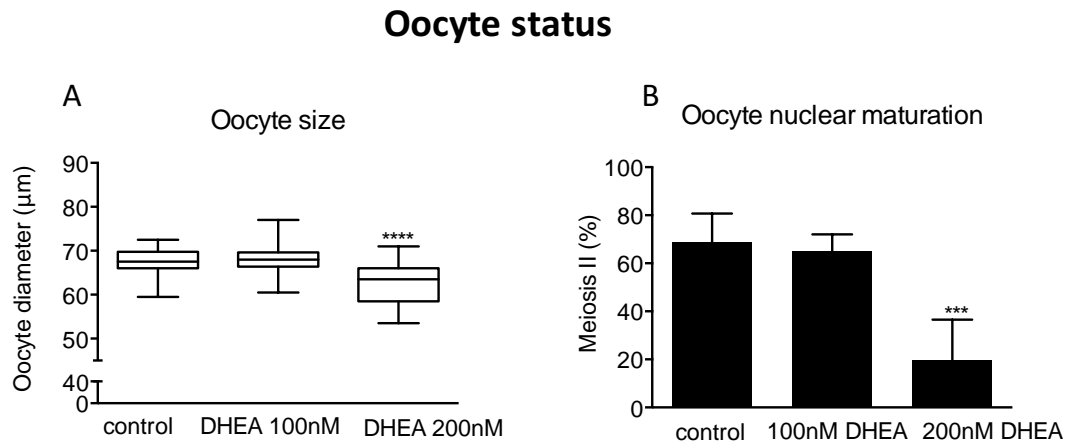 Oocyte status
A
Oocyte size
Oocyte diameter (µm)
90
80
70
60
50
40
0
****
control DHEA 100nM DHEA 200nM
B
Oocyte nuclear maturation
Meiosis II (%)
100
80
60
40
20
0
***
control 100nM DHEA 200nM DHEA